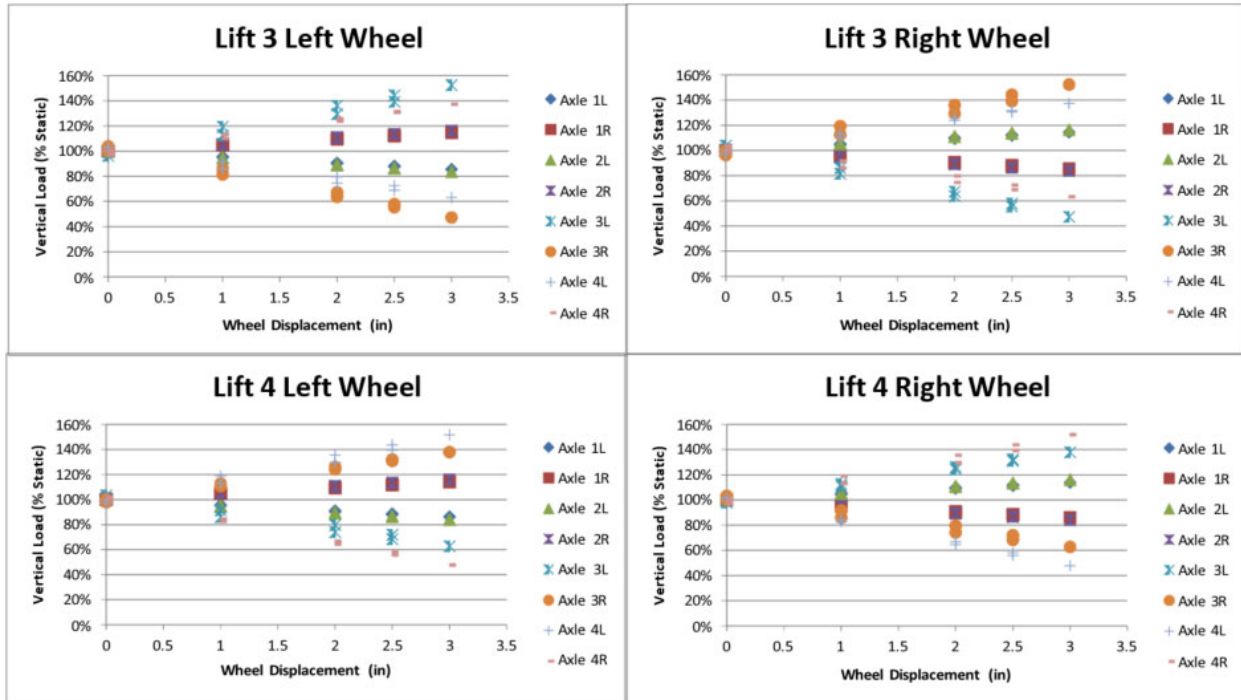 Lift 3 Left Wheel
Vertical Load (% Static)
160%
140%
120%
100%
80%
60%
40%
20%
0%
0 0.5 1 1.5 2 2.5 3 3.5
Wheel Displacement (in)
Axle 1L
Axle 1R
Axle 2L
Axle 2R
Axle 3L
Axle 3R
Axle 4L
Axle 4R
Lift 3 Right Wheel
Vertical Load (% Static)
160%
140%
120%
100%
80%
60%
40%
20%
0%
0 0.5 1 1.5 2 2.5 3 3.5
Wheel Displacement (in)
Axle 1L
Axle 1R
Axle 2L
Axle 2R
Axle 3L
Axle 3R
Axle 4L
Axle 4R
Lift 4 Left Wheel
Vertical Load (% Static)
160%
140%
120%
100%
80%
60%
40%
20%
0%
0 0.5 1 1.5 2 2.5 3 3.5
Wheel Displacement (in)
Axle 1L
Axle 1R
Axle 2L
Axle 2R
Axle 3L
Axle 3R
Axle 4L
Axle 4R
Lift 4 Right Wheel
Vertical Load (% Static)
160%
140%
120%
100%
80%
60%
40%
20%
0%
0 0.5 1 1.5 2 2.5 3 3.5
Wheel Displacement (in)
Axle 1L
Axle 1R
Axle 2L
Axle 2R
Axle 3L
Axle 3R
Axle 4L
Axle 4R